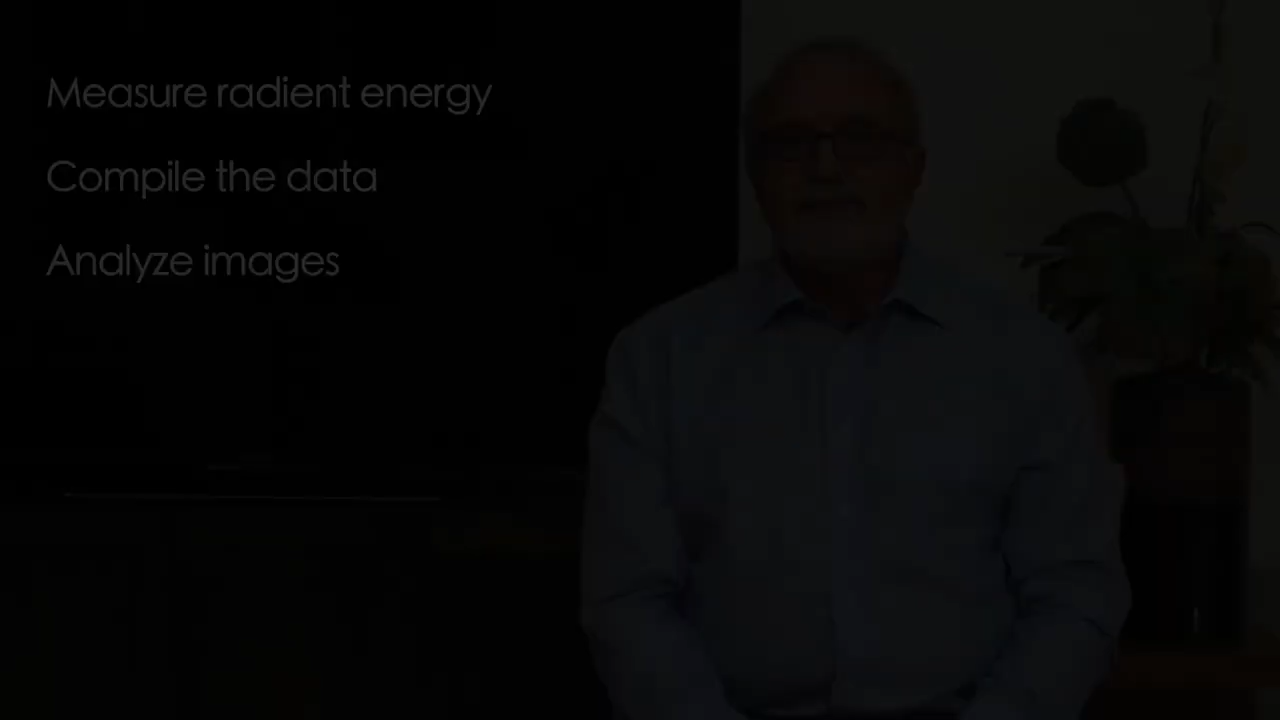 Measure radient energy
Compile the data
Analyze images